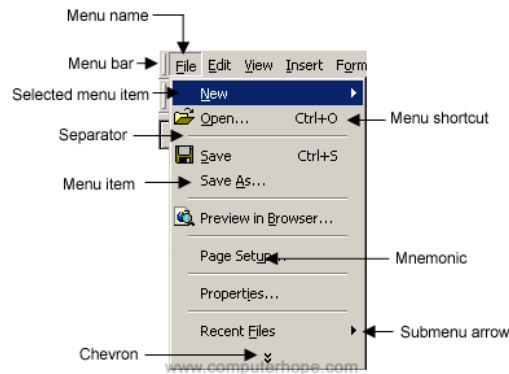 Menu name
Menu bar File Edit View Insert Form
Selected menu item New
Open... Ctrl+O Menu shortcut
Separator
Save Ctrl+S
Menu item Save As...
Preview in Browser...
Page Setup... Mnemonic
Properties...
Recent Files Submenu arrow
Chevron
www.computerhope.com